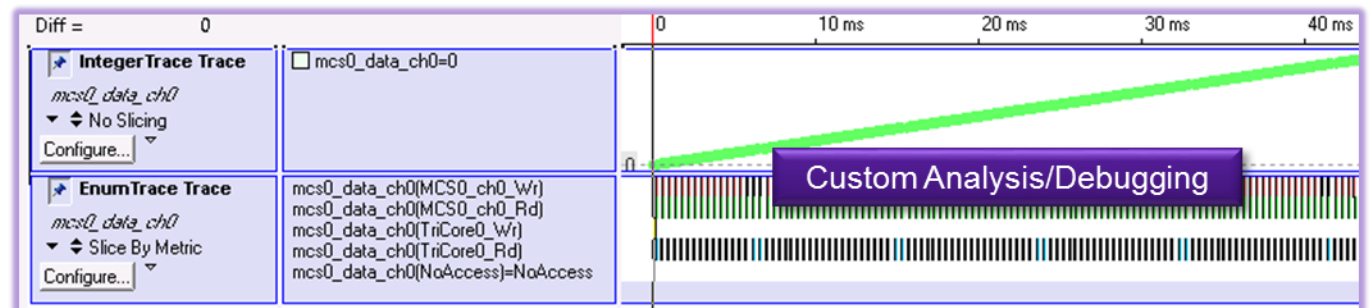 Diff = 0
0 10 ms 20 ms 30 ms 40 ms
IntegerTrace Trace
mcs0_data_ch0
No Slicing
Configure...
mcs0_data_ch0=0
0
Custom Analysis/Debugging
EnumTrace Trace
mcs0_data_ch0
Slice By Metric
Configure...
mcs0_data_ch0(MCS0_ch0_Wr)
mcs0_data_ch0(MCS0_ch0_Rd)
mcs0_data_ch0(TriCore0_Wr)
mcs0_data_ch0(TriCore0_Rd)
mcs0_data_ch0(NoAccess)=NoAccess